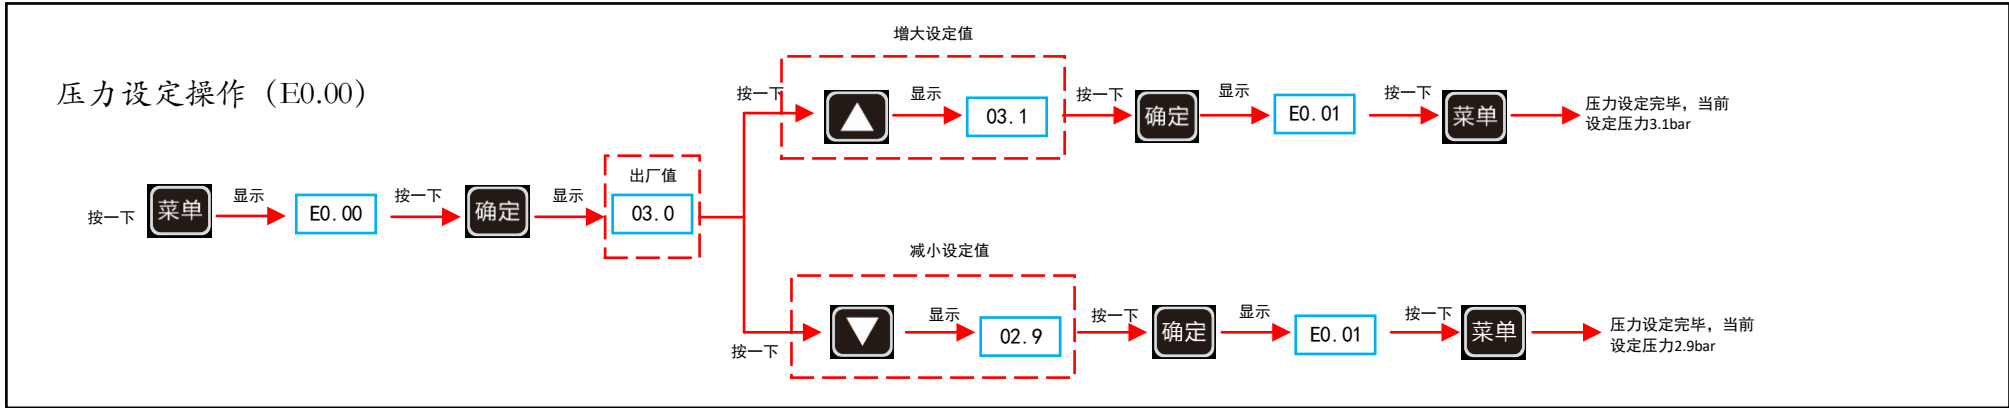 压力设定操作（E0.00）
按一下
菜单
显示
E0.00
按一下
确定
显示
出厂值
03.0
增大设定值
按一下
显示
03.1
按一下
确定
显示
E0.01
按一下
菜单
压力设定完毕，当前
设定压力3.1bar
减小设定值
按一下
显示
02.9
按一下
确定
显示
E0.01
按一下
菜单
压力设定完毕，当前
设定压力2.9bar